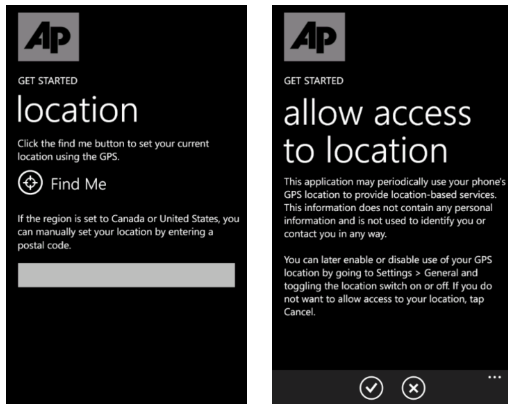 AP
GET STARTED
location
Click the find me button to set your current
location using the GPS.
Find Me
If the region is set to Canada or United States, you
can manually set your location by entering a
postal code.
AP
GET STARTED
allow access
to location
This application may periodically use your phone's
GPS location to provide location-based services.
This information does not contain any personal
information and is not used to identify you or
contact you in any way.
You can later enable or disable use of your GPS
location by going to Settings > General and
toggling the location switch on or off. If you do
not want to allow access to your location, tap
Cancel.